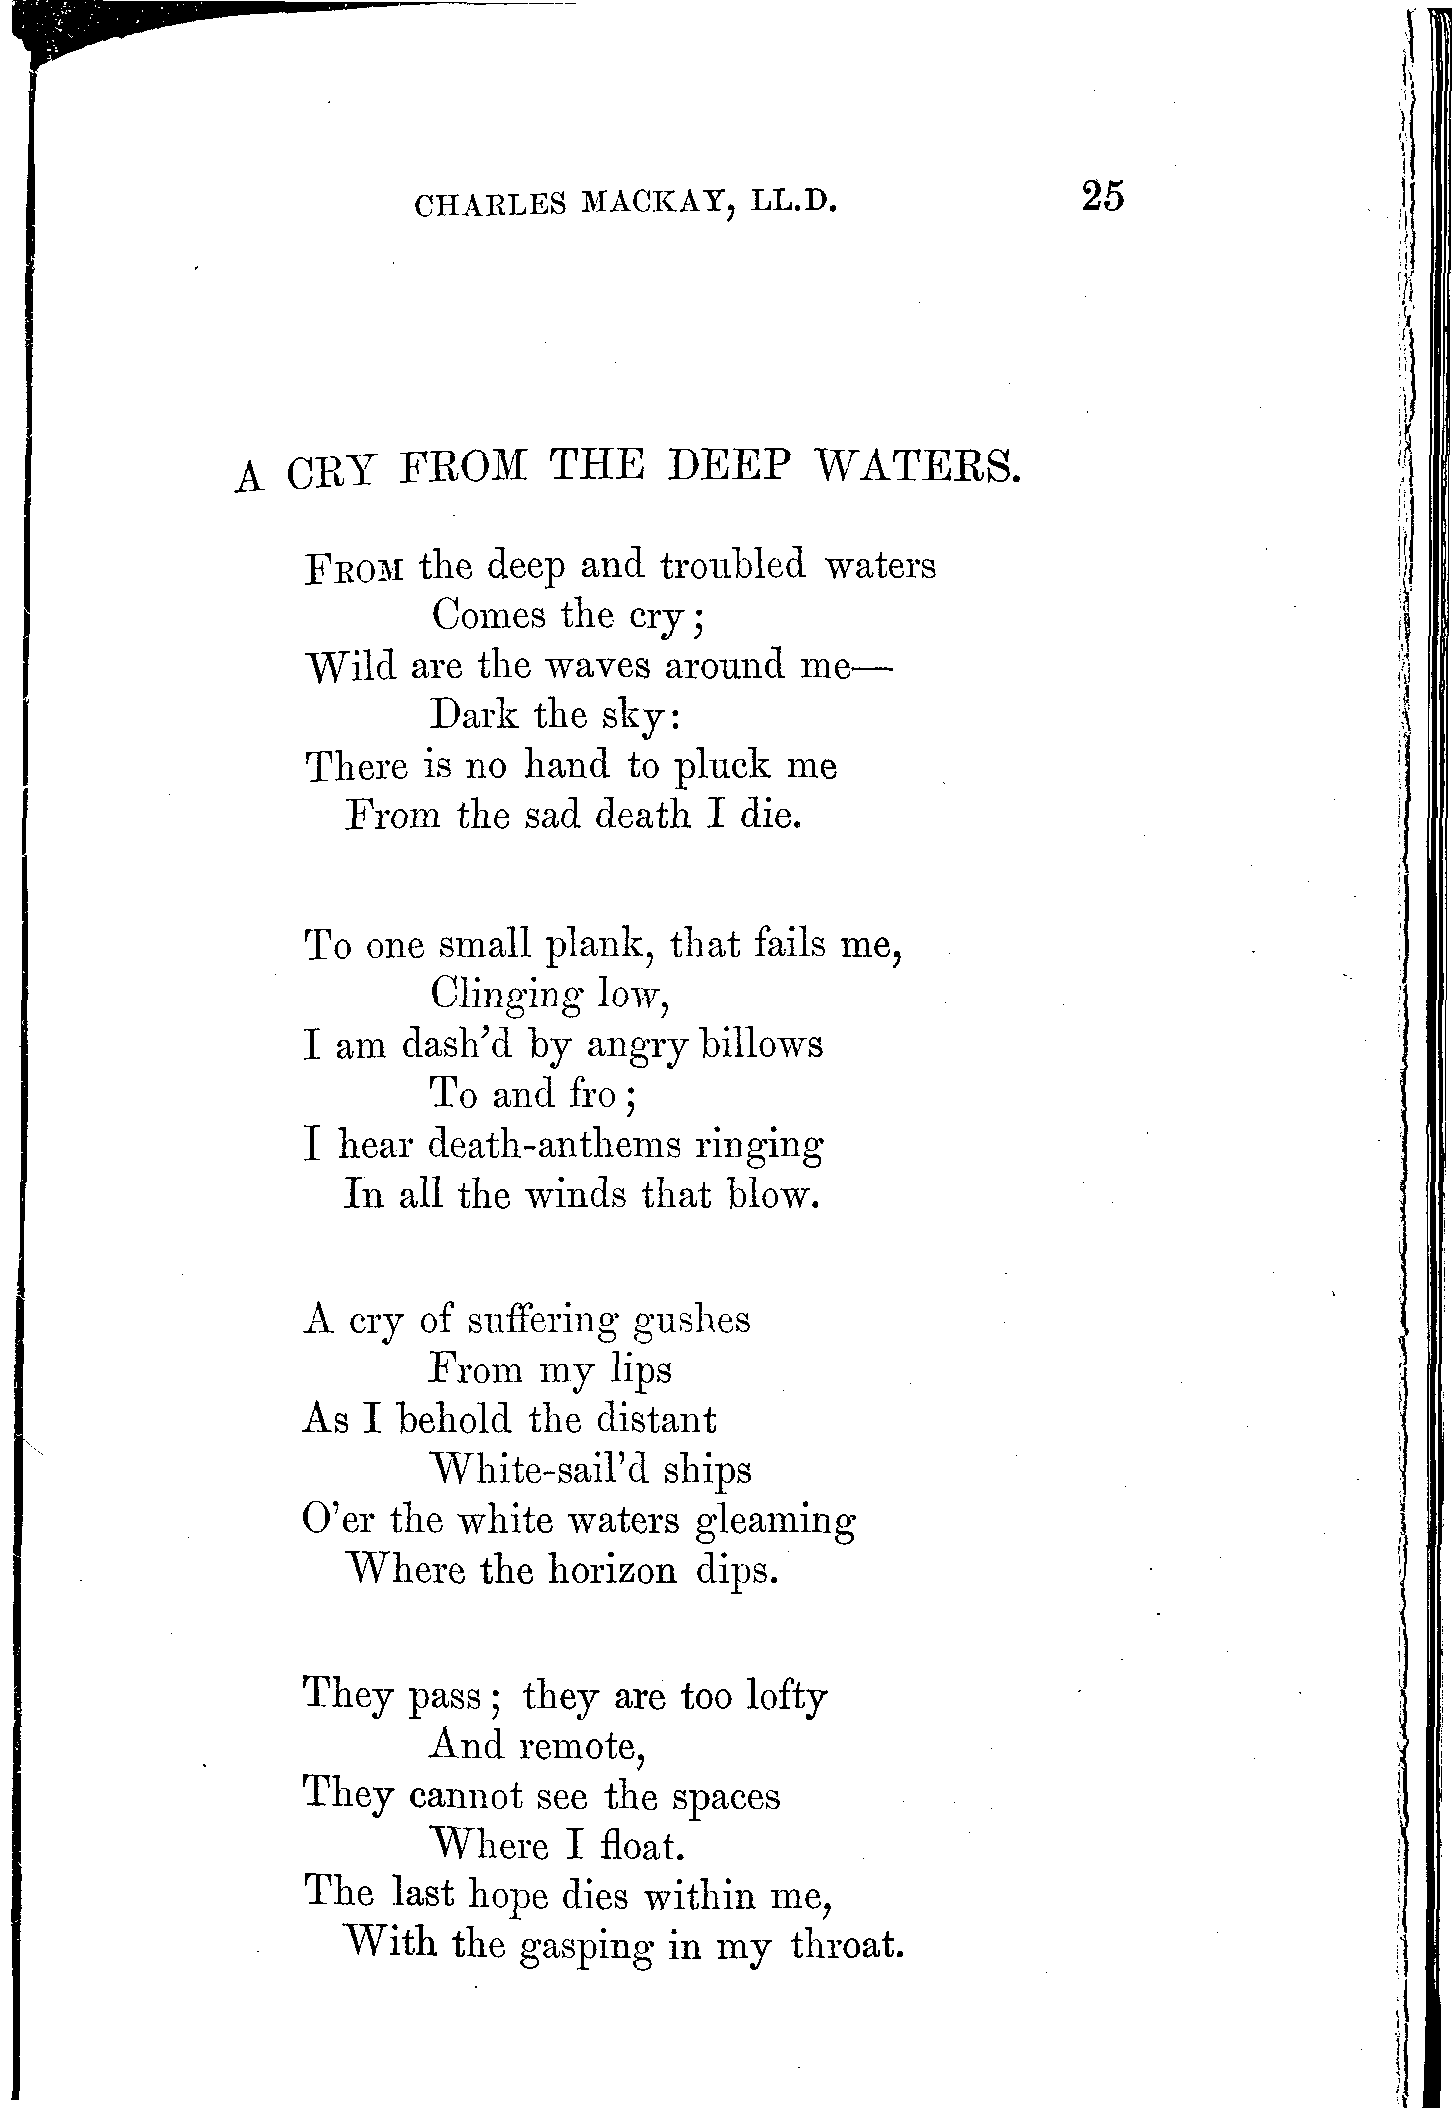 CHARLES MACKAY, LL.D. 25
A CRY FROM THE DEEP WATERS.
FROM the deep and troubled waters
Comes the cry;
Wild are the waves around me—
Dark the sky:
There is no hand to pluck me
From the sad death I die.
To one small plank, that fails me,
Clinging low,
I am dash'd by angry billows
To and fro;
I hear death-anthems ringing
In all the winds that blow.
A cry of suffering gushes
From my lips
As I behold the distant
White-sail'd ships
O'er the white waters gleaming
Where the horizon dips.
They pass; they are too lofty
And remote,
They cannot see the spaces
Where I float.
The last hope dies within me,
With the gasping in my throat.